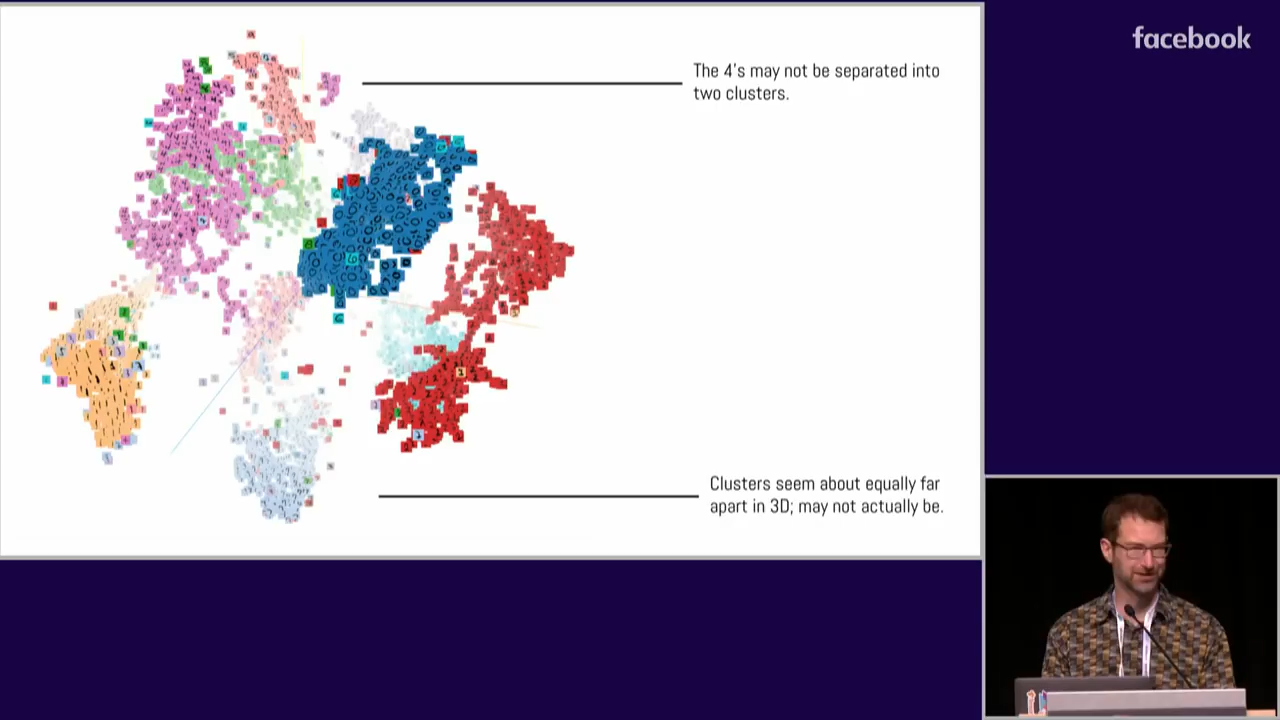 facebook
The 4's may not be separated into
two clusters.
Clusters seem about equally far
apart in 3D; may not actually be.